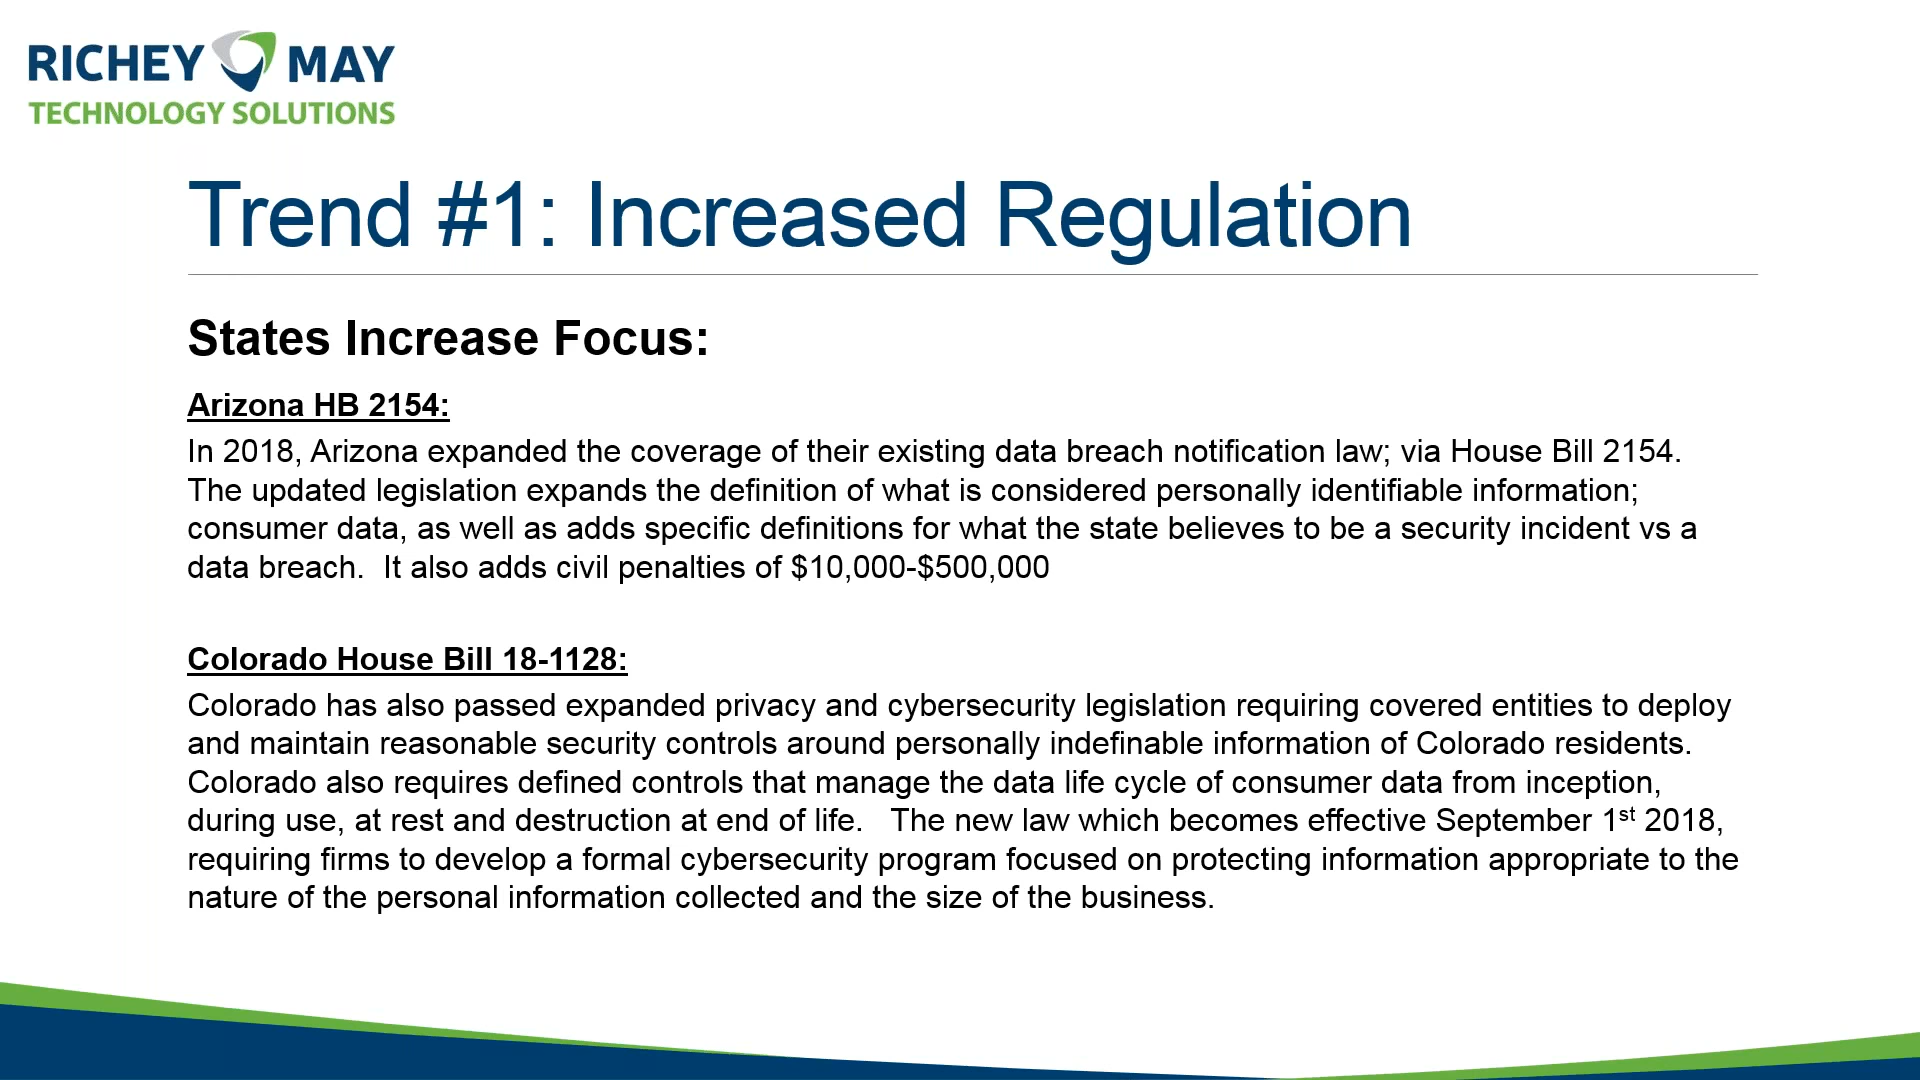 RICHEY MAY
TECHNOLOGY SOLUTIONS
Trend #1: Increased Regulation
States Increase Focus:
Arizona HB 2154:
In 2018, Arizona expanded the coverage of their existing data breach notification law; via House Bill 2154.
The updated legislation expands the definition of what is considered personally identifiable information;
consumer data, as well as adds specific definitions for what the state believes to be a security incident vs a
data breach.  It also adds civil penalties of $10,000-$500,000
Colorado House Bill 18-1128:
Colorado has also passed expanded privacy and cybersecurity legislation requiring covered entities to deploy
and maintain reasonable security controls around personally indefinable information of Colorado residents.
Colorado also requires defined controls that manage the data life cycle of consumer data from inception,
during use, at rest and destruction at end of life.   The new law which becomes effective September 1st 2018,
requiring firms to develop a formal cybersecurity program focused on protecting information appropriate to the
nature of the personal information collected and the size of the business.